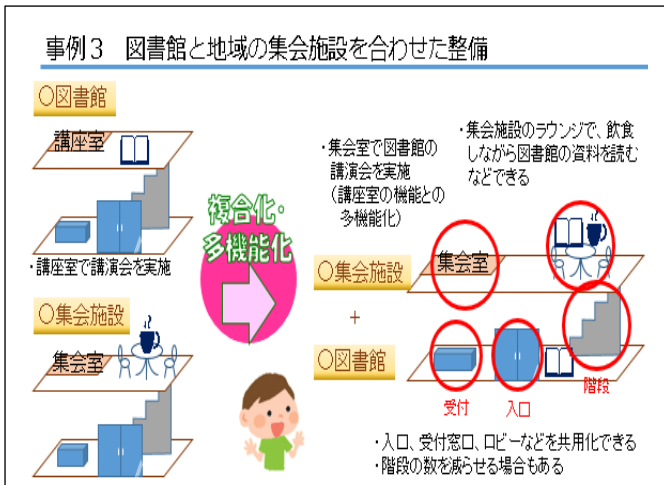 事例３　図書館と地域の集会施設を合わせた整備
○図書館
講座室
・講座室で講演会を実施
○集会施設
集会室
複合化・
多機能化
・集会室で図書館の
講演会を実施
（講座室の機能との
多機能化）
・集会施設のラウンジで、飲食
しながら図書館の資料を読む
などできる
○集会施設
集会室
+
○図書館
受付
入口
階段
・入口、受付窓口、ロビーなどを共用化できる
・階段の数を減らせる場合もある